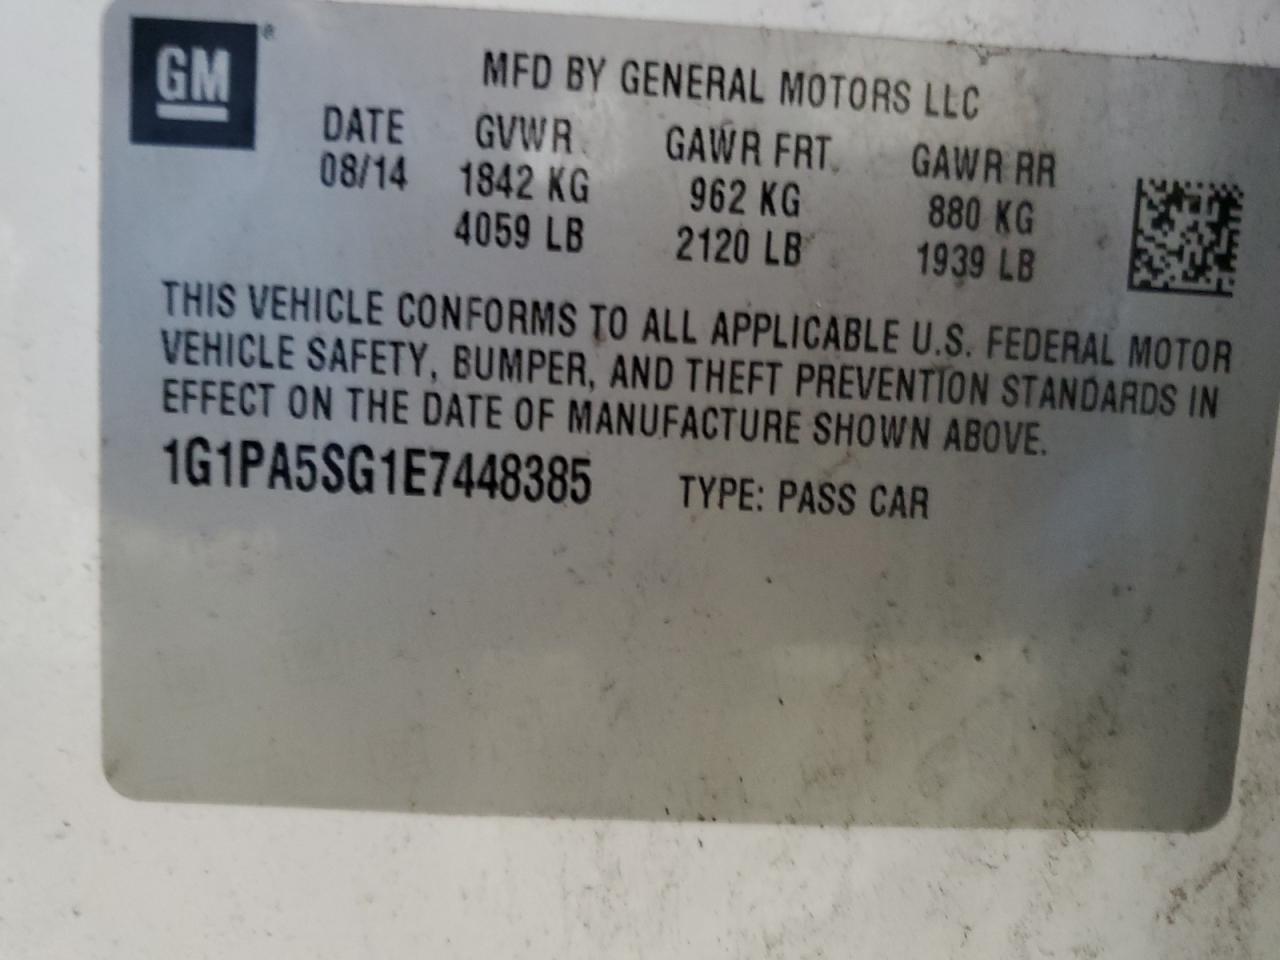 GM
MFD BY GENERAL MOTORS LLC
DATE GVWR GAWR FRT GAWR RR
08/14 1842 KG 962 KG 880 KG
4059 LB 2120 LB 1939 LB
THIS VEHICLE CONFORMS TO ALL APPLICABLE U.S. FEDERAL MOTOR
VEHICLE SAFETY, BUMPER, AND THEFT PREVENTION STANDARDS IN
EFFECT ON THE DATE OF MANUFACTURE SHOWN ABOVE.
1G1PA5SG1E7448385 TYPE: PASS CAR